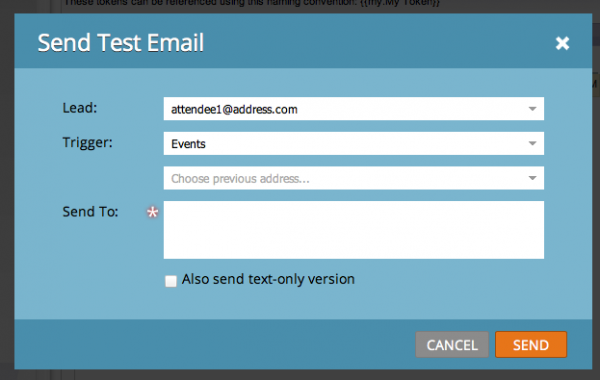 These tokens can be referenced using this naming convention: {{my.My Token}}
Send Test Email
Lead:
attendee1@address.com
Trigger:
Events
Choose previous address...
Send To: *
Also send text-only version
CANCEL SEND